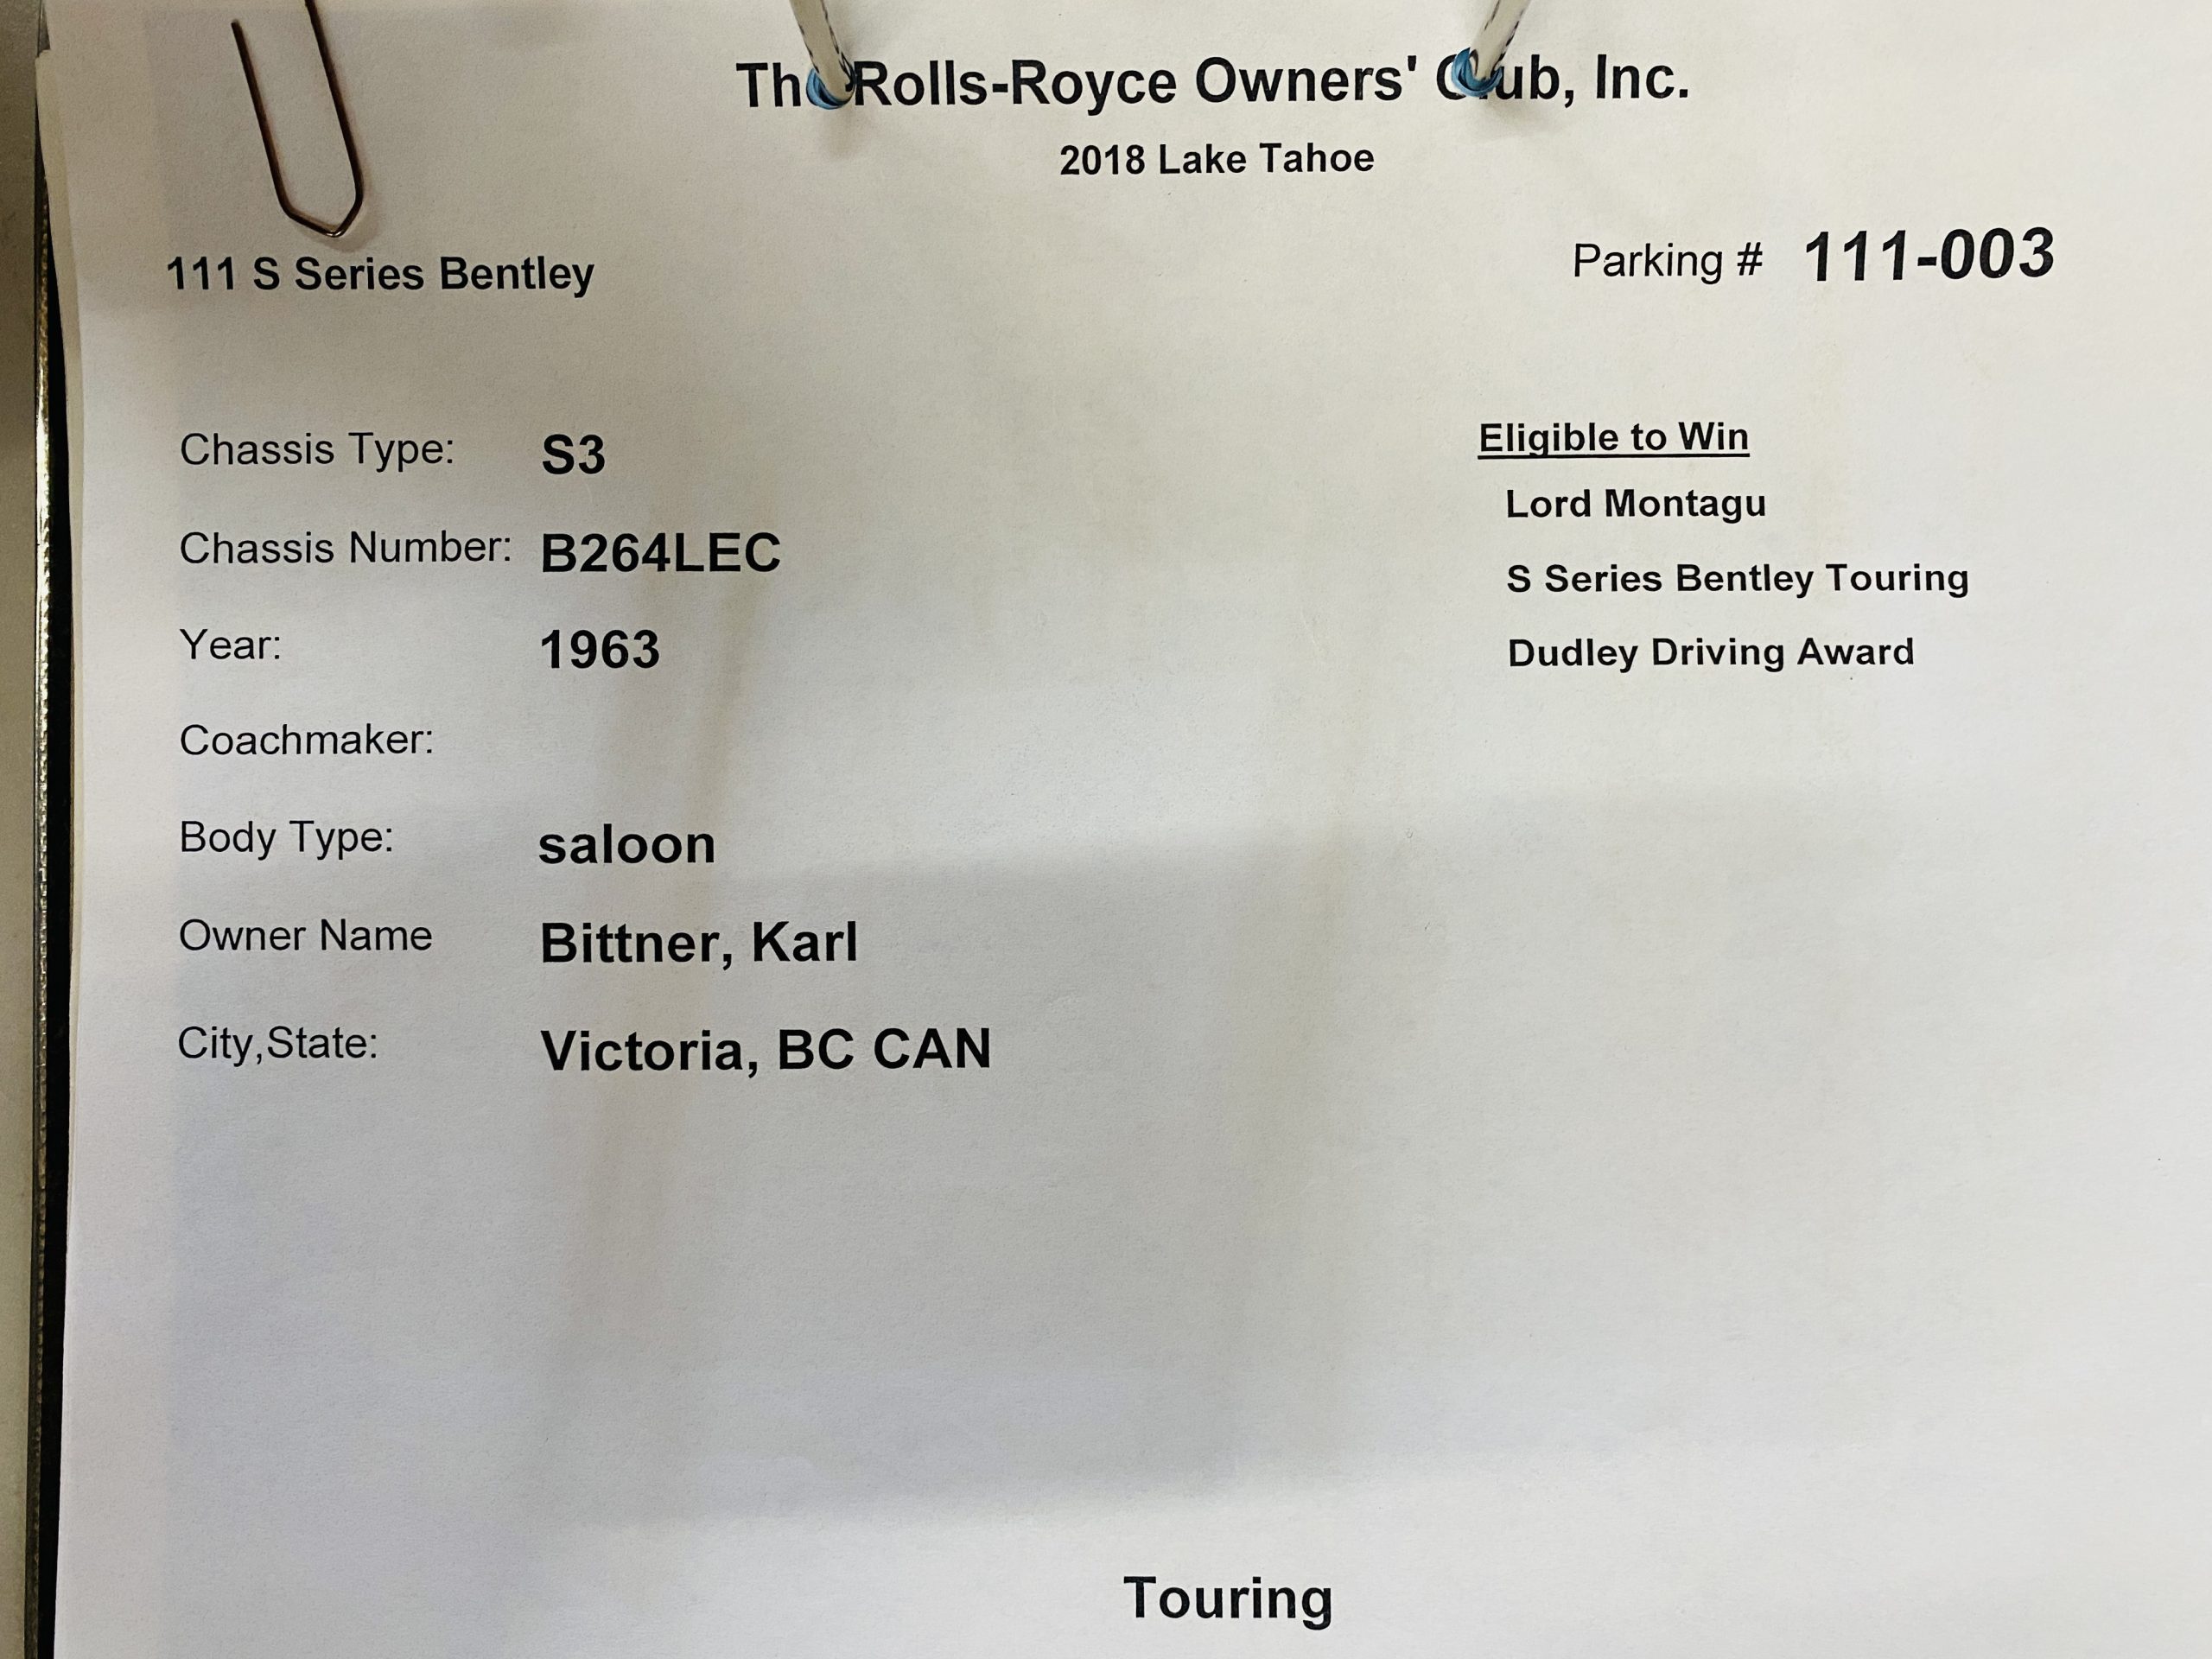 The Rolls-Royce Owners' Club, Inc.
2018 Lake Tahoe
111 S Series Bentley
Parking # 111-003
Chassis Type: S3
Chassis Number: B264LEC
Year: 1963
Coachmaker:
Body Type: saloon
Owner Name Bittner, Karl
City,State: Victoria, BC CAN
Eligible to Win
Lord Montagu
S Series Bentley Touring
Dudley Driving Award
Touring